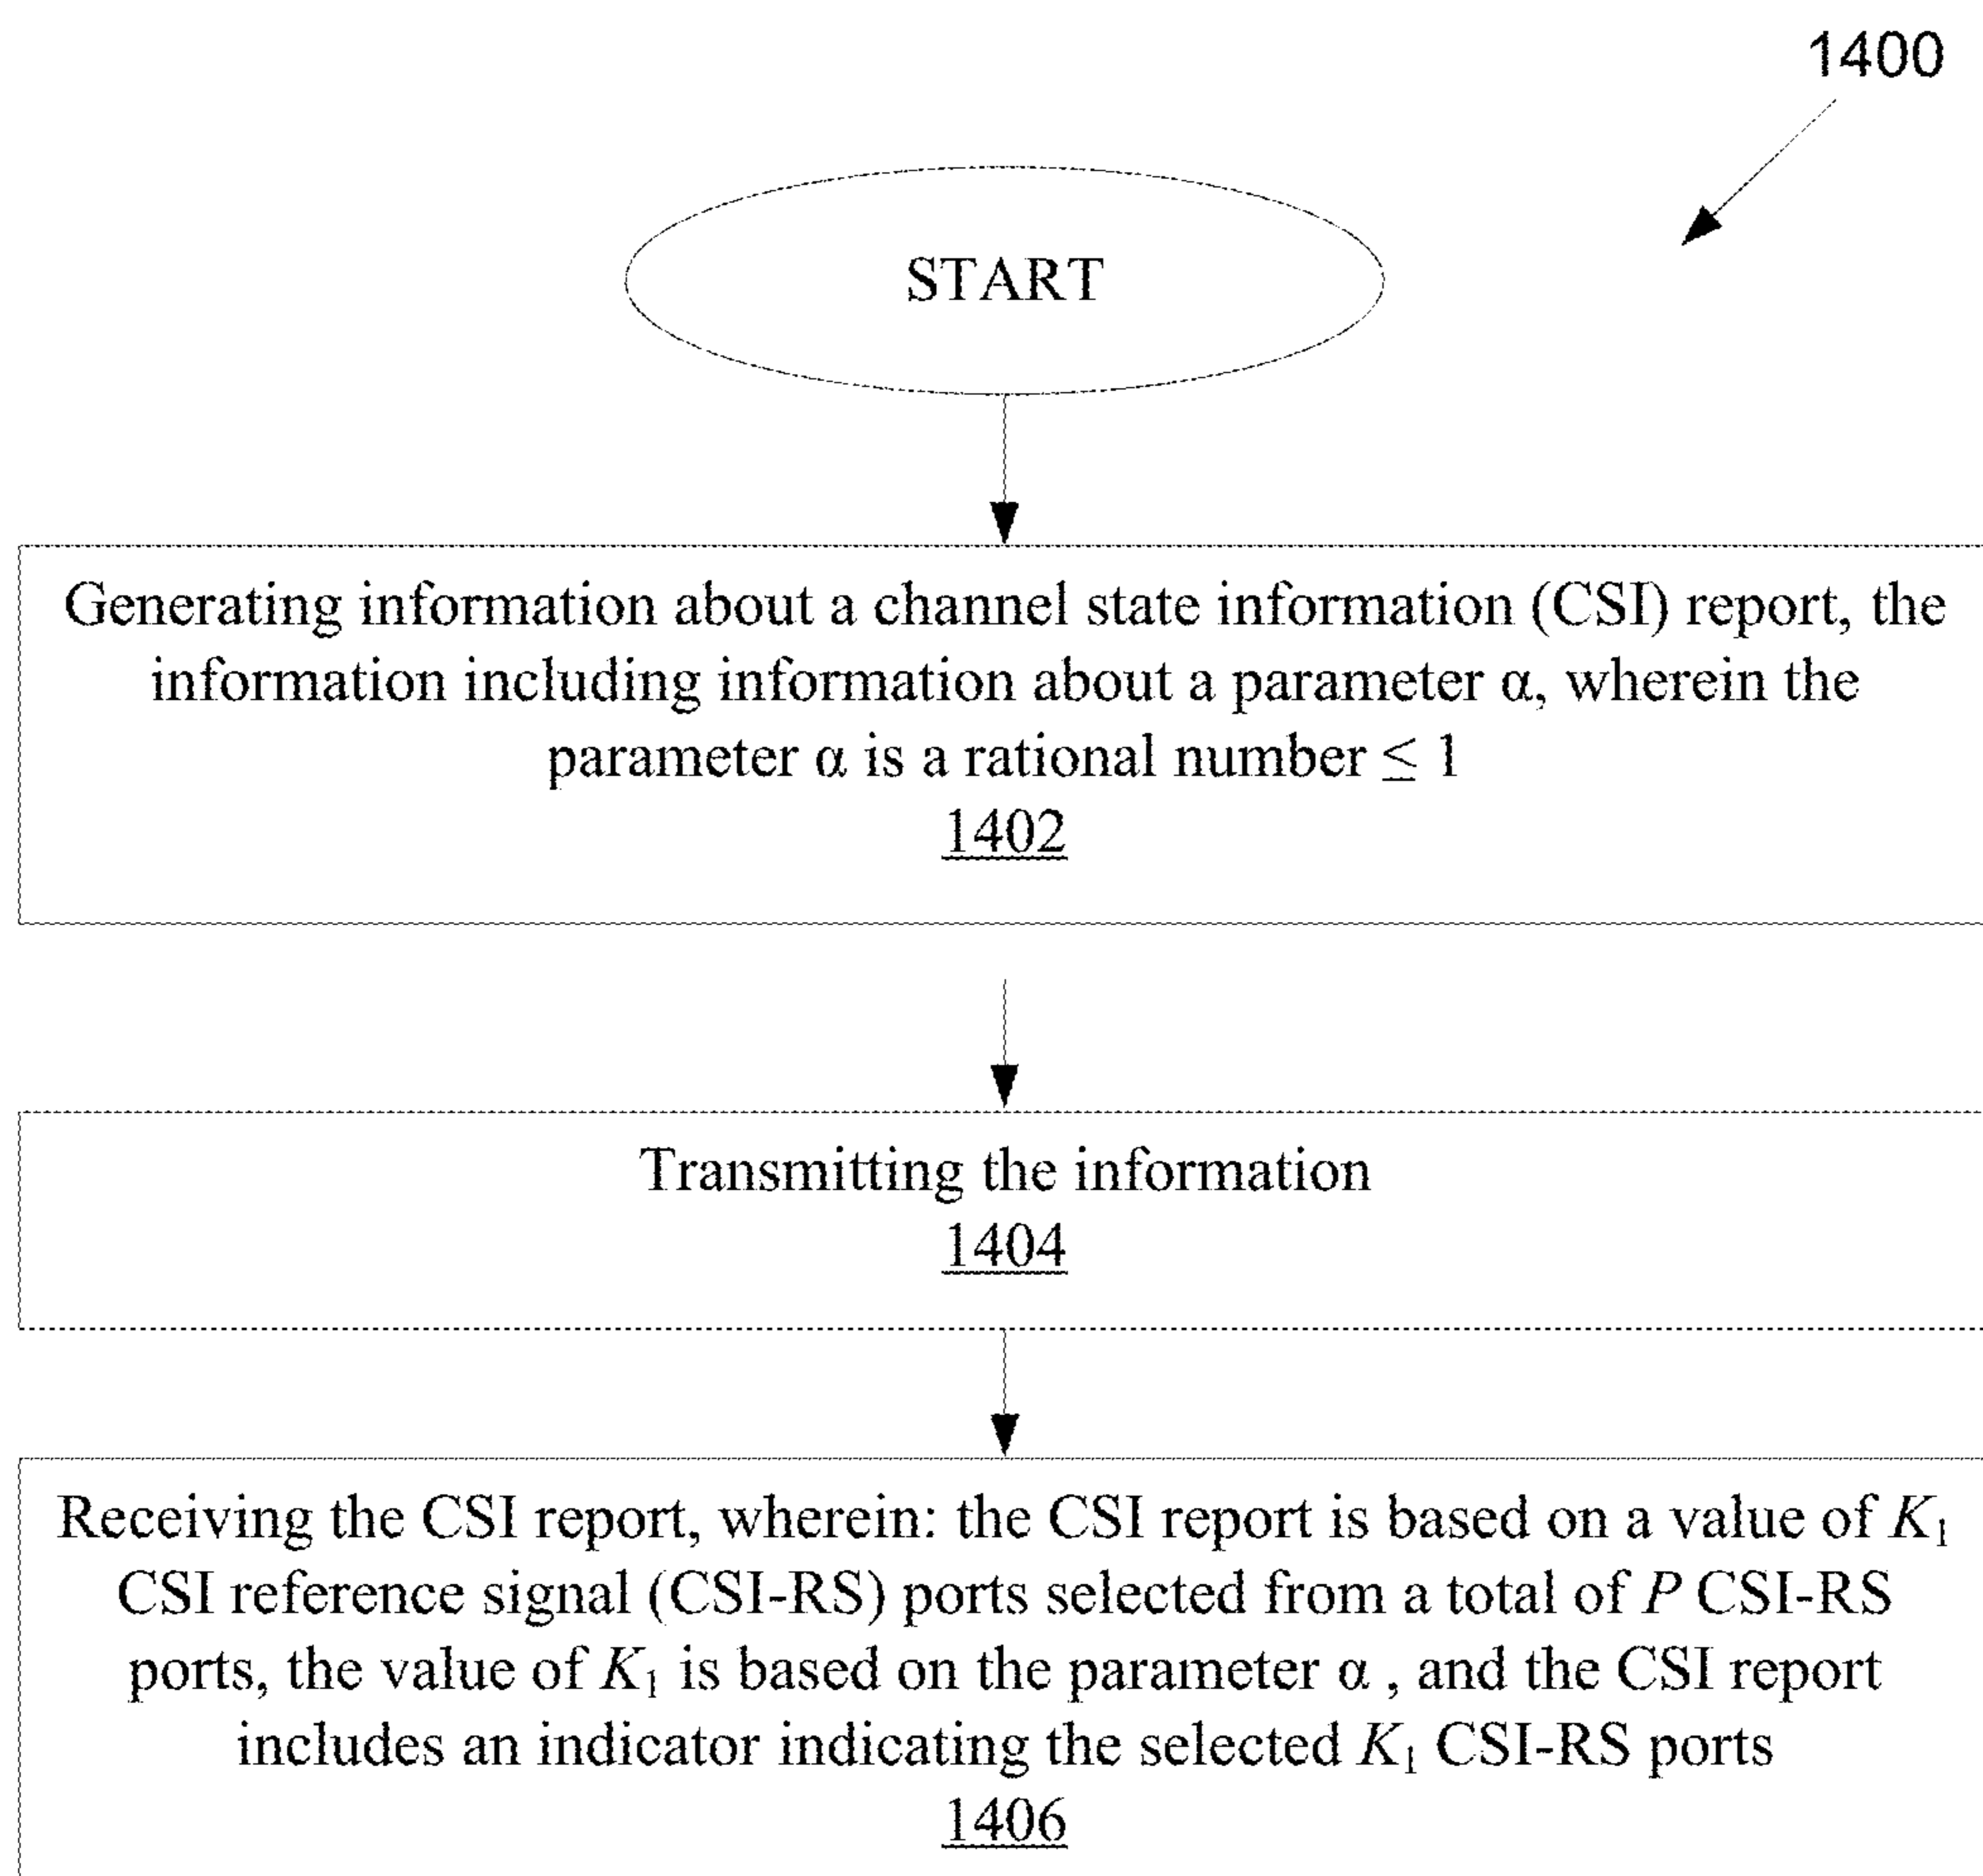 1400
START
Generating information about a channel state information (CSI) report, the
information including information about a parameter α, wherein the
parameter α is a rational number ≤ 1
1402
Transmitting the information
1404
Receiving the CSI report, wherein: the CSI report is based on a value of K₁
CSI reference signal (CSI-RS) ports selected from a total of P CSI-RS
ports, the value of K₁ is based on the parameter α , and the CSI report
includes an indicator indicating the selected K₁ CSI-RS ports
1406